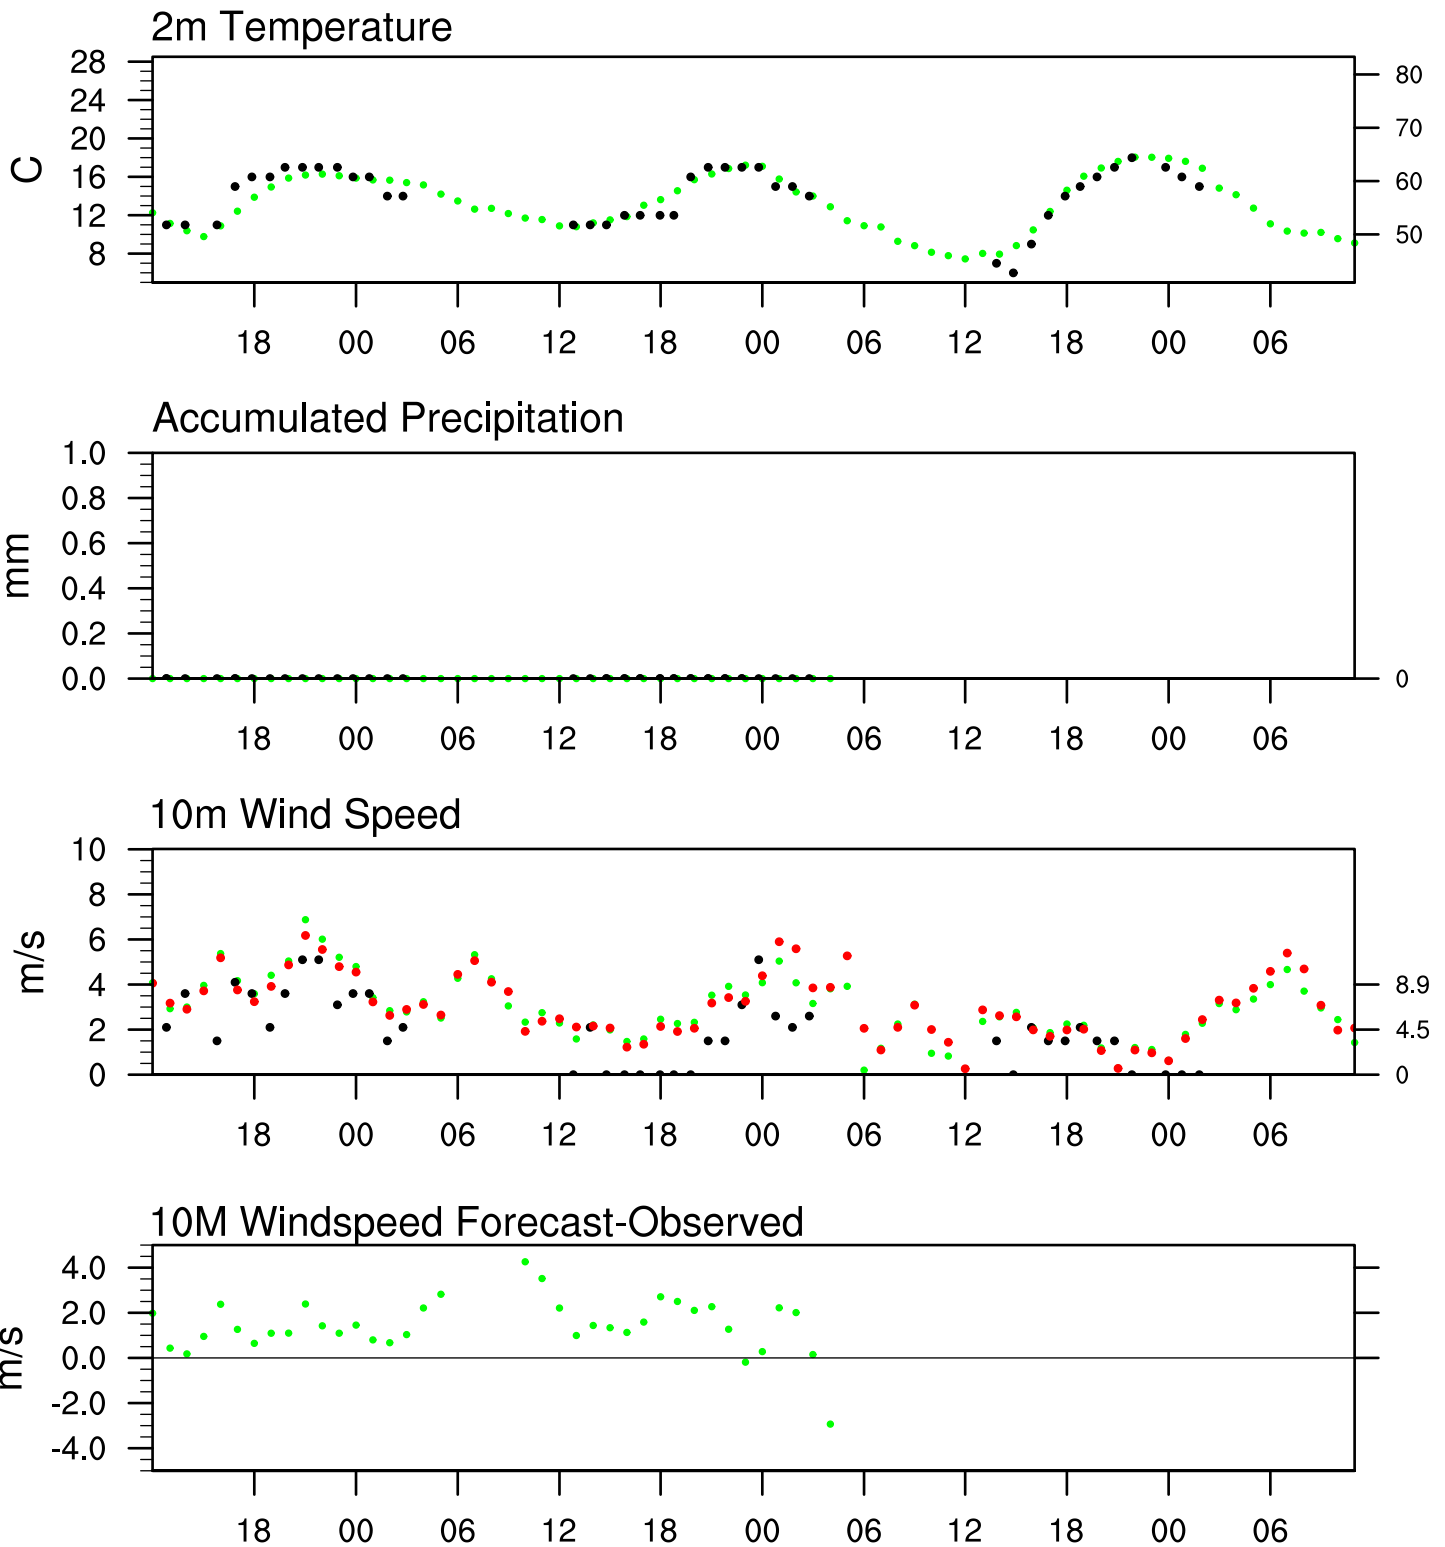 2m Temperature
28
24
20
16
12
8
C
80
70
60
50
18 00 06 12 18 00 06 12 18 00 06
Accumulated Precipitation
1.0
0.8
0.6
0.4
0.2
0.0
mm
0
18 00 06 12 18 00 06 12 18 00 06
10m Wind Speed
10
8
6
4
2
0
m/s
8.9
4.5
0
18 00 06 12 18 00 06 12 18 00 06
10M Windspeed Forecast-Observed
4.0
2.0
0.0
-2.0
-4.0
m/s
18 00 06 12 18 00 06 12 18 00 06